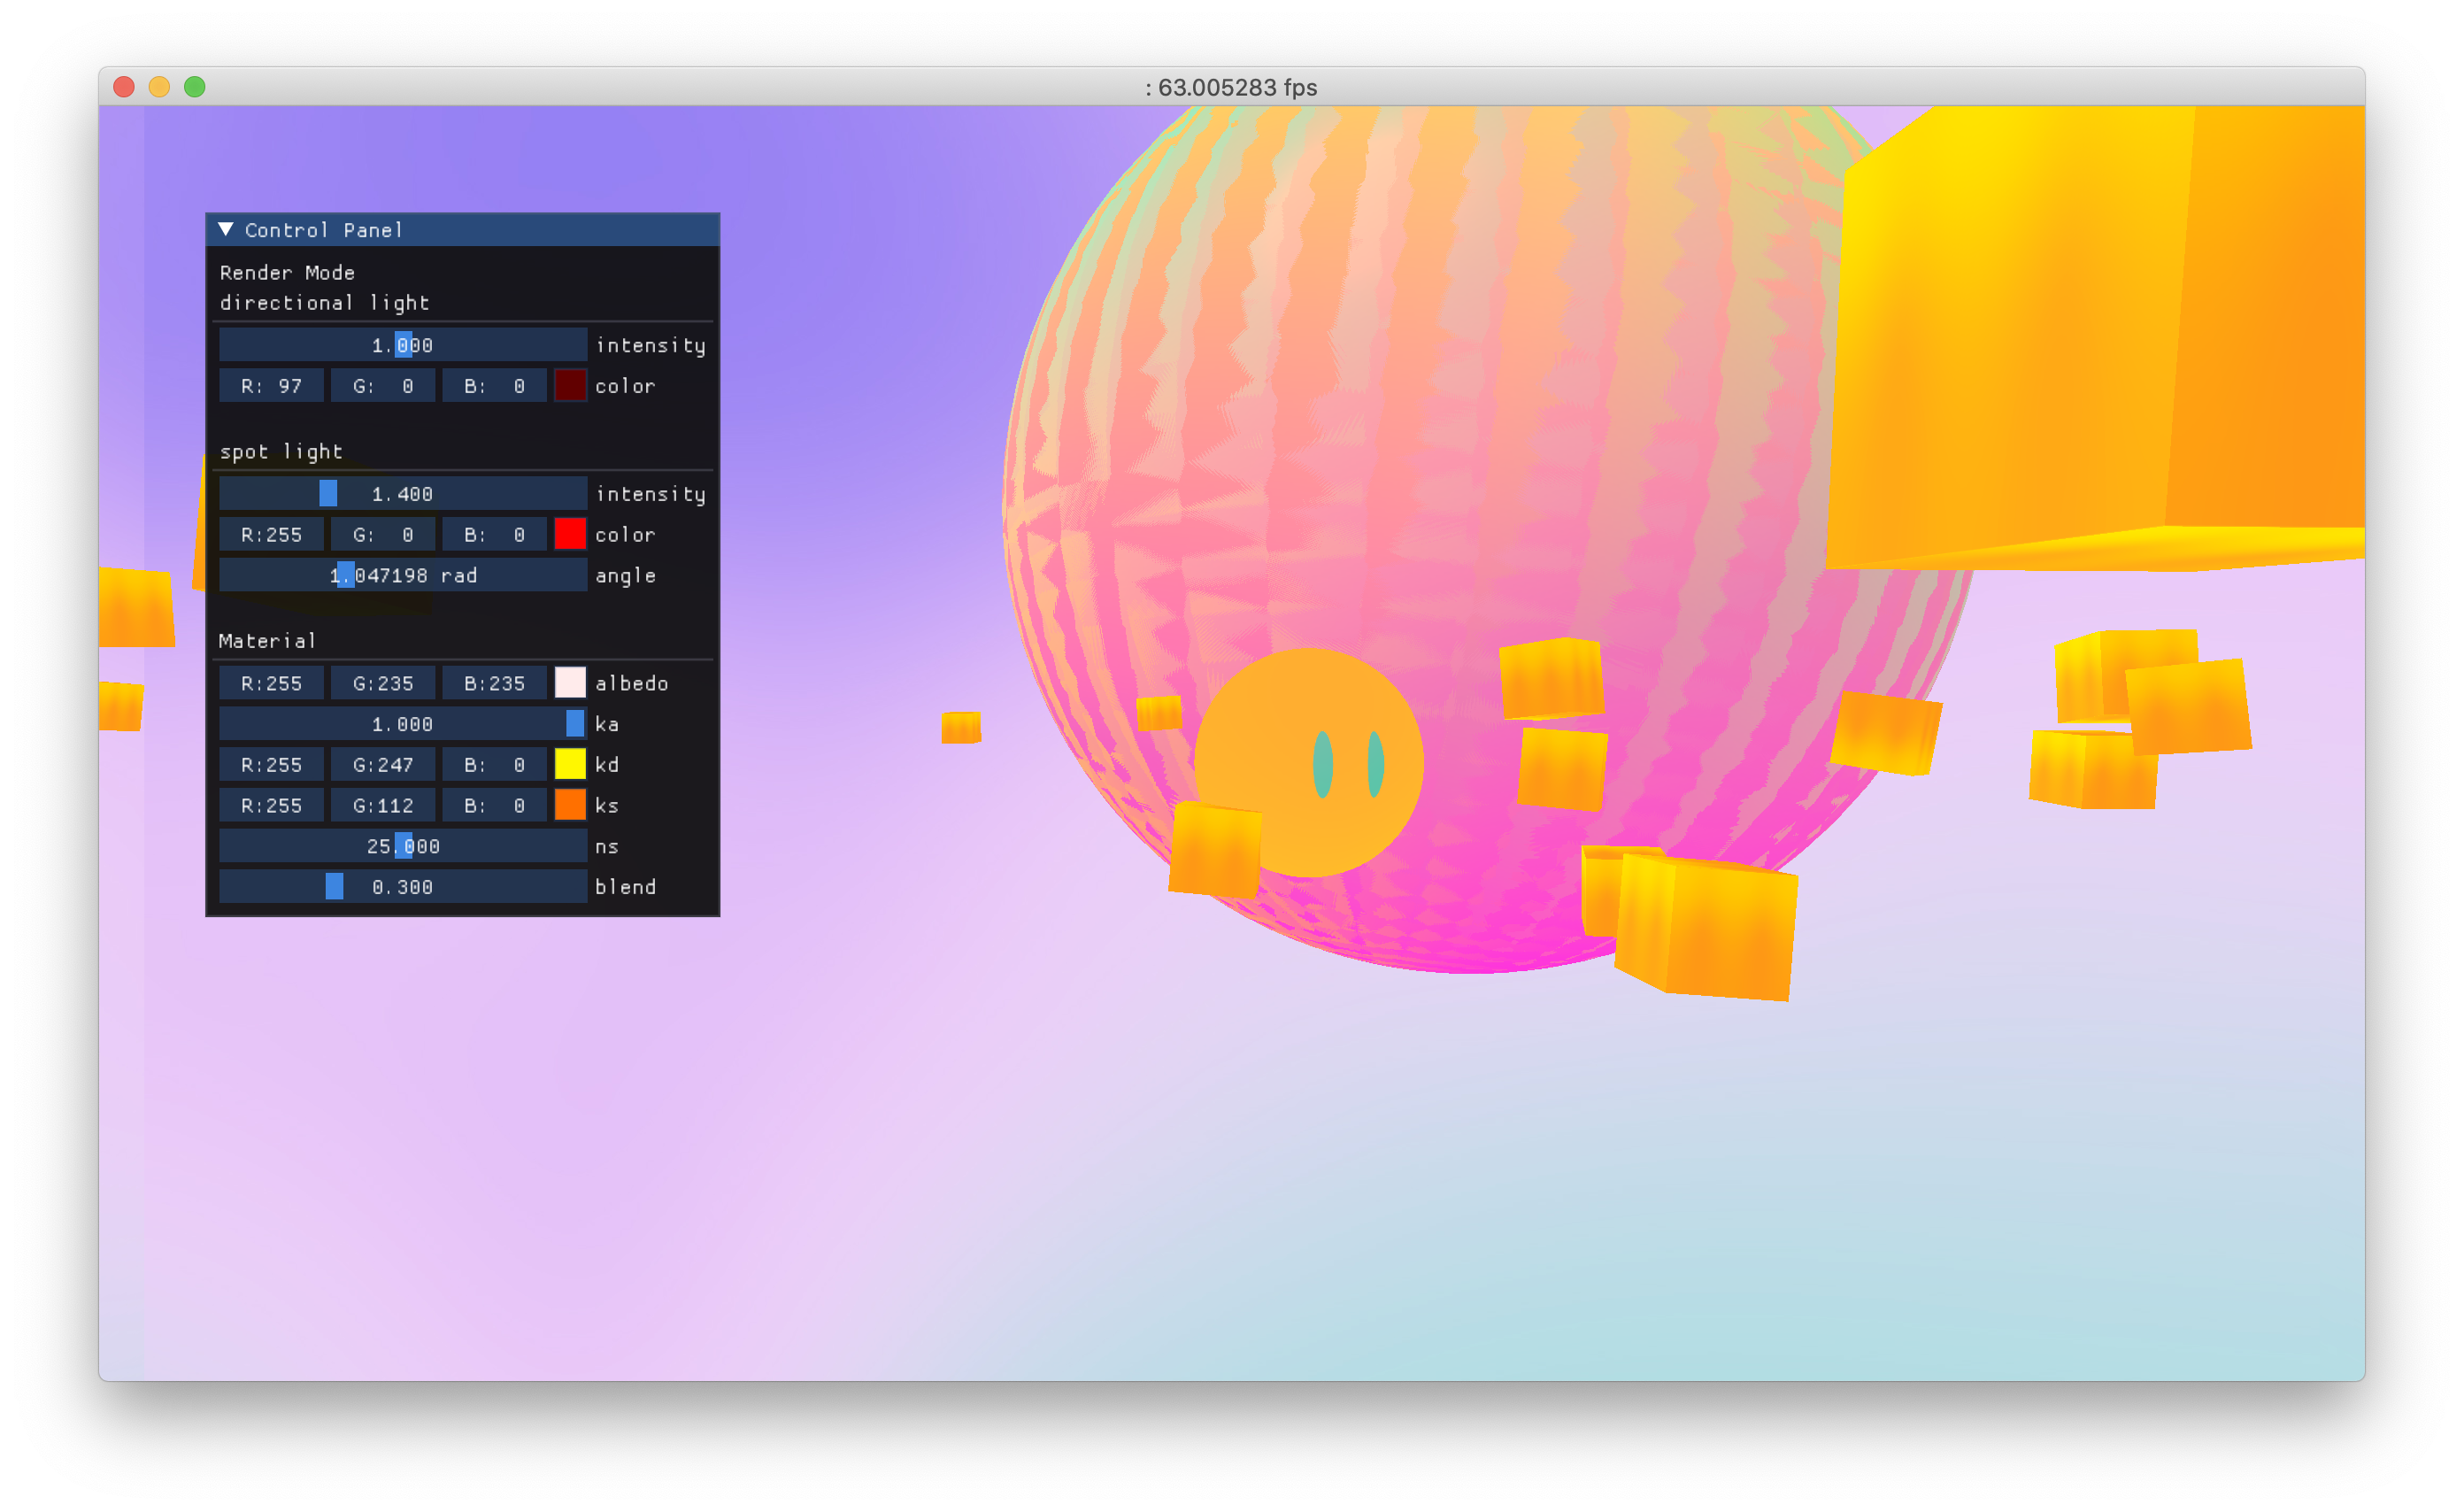 : 63.005283 fps
Control Panel
Render Mode
directional light
1.000 intensity
R: 97 G: 0 B: 0 color
spot light
1.400 intensity
R:255 G: 0 B: 0 color
1.047198 rad angle
Material
R:255 G:235 B:235 albedo
1.000 ka
R:255 G:247 B: 0 kd
R:255 G:112 B: 0 ks
25.000 ns
0.300 blend